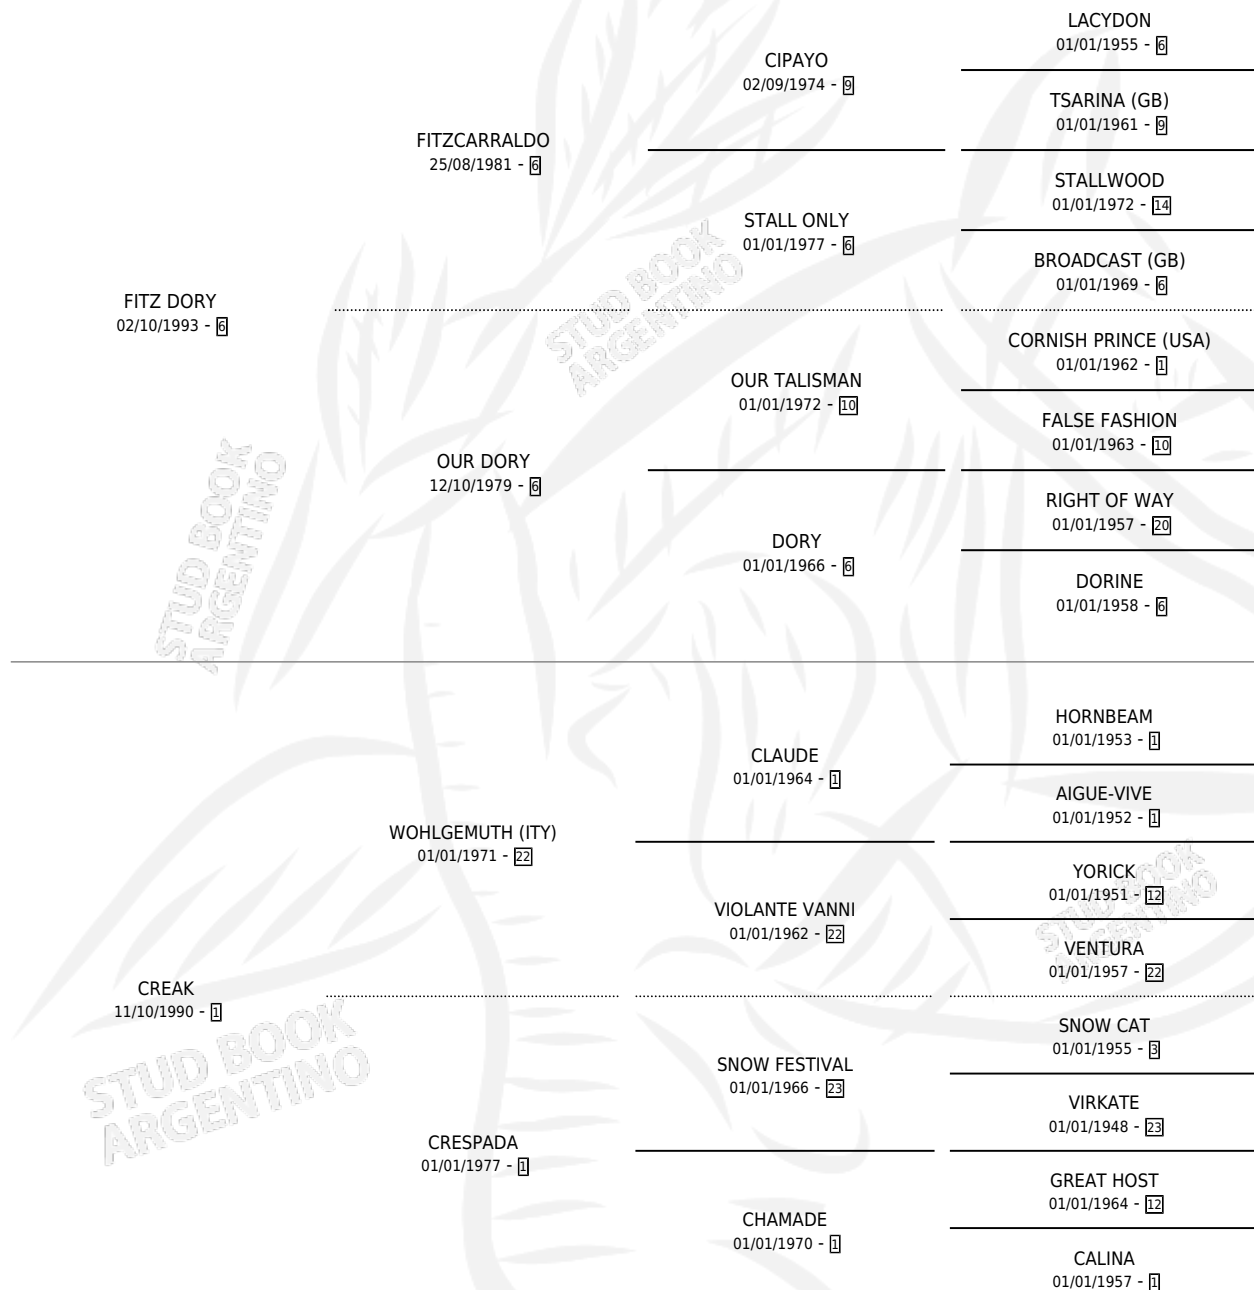 LACYDON
01/01/1955 - 6
CIPAYO
02/09/1974 - 9
TSARINA (GB)
01/01/1961 - 9
FITZCARRALDO
25/08/1981 - 6
STALLWOOD
01/01/1972 - 14
STALL ONLY
01/01/1977 - 6
BROADCAST (GB)
01/01/1969 - 6
FITZ DORY
02/10/1993 - 6
STUD BOOK
ARGENTINO
CORNISH PRINCE (USA)
01/01/1962 - 1
OUR TALISMAN
01/01/1972 - 10
FALSE FASHION
01/01/1963 - 10
OUR DORY
12/10/1979 - 6
RIGHT OF WAY
01/01/1957 - 20
DORY
01/01/1966 - 6
DORINE
01/01/1958 - 6
STUD BOOK
ARGENTINO
HORNBEAM
01/01/1953 - 1
CLAUDE
01/01/1964 - 1
AIGUE-VIVE
01/01/1952 - 1
WOHLGEMUTH (ITY)
01/01/1971 - 22
YORICK
01/01/1951 - 12
VIOLANTE VANNI
01/01/1962 - 22
VENTURA
01/01/1957 - 22
STUD BOOK
ARGENTINO
CREAK
11/10/1990 - 1
SNOW CAT
01/01/1955 - 3
SNOW FESTIVAL
01/01/1966 - 23
VIRKATE
01/01/1948 - 23
STUD BOOK
ARGENTINO
CRESPADA
01/01/1977 - 1
GREAT HOST
01/01/1964 - 12
CHAMADE
01/01/1970 - 1
CALINA
01/01/1957 - 1